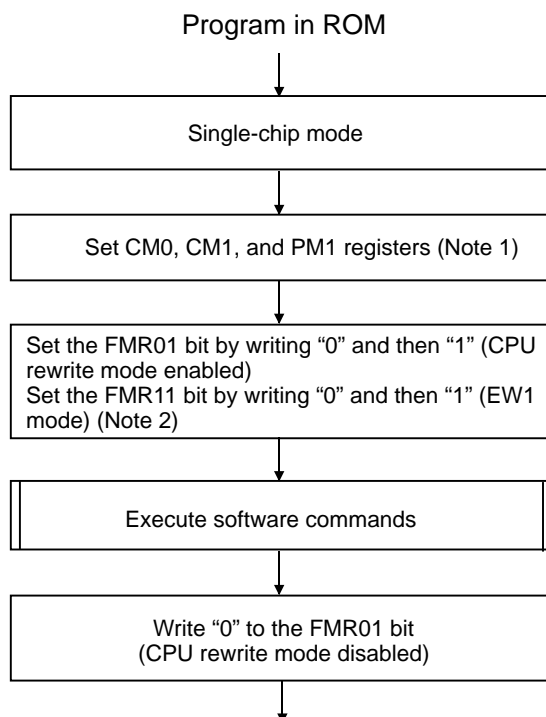 Program in ROM
Single-chip mode
Set CM0, CM1, and PM1 registers (Note 1)
Set the FMR01 bit by writing “0” and then “1” (CPU
rewrite mode enabled)
Set the FMR11 bit by writing “0” and then “1” (EW1
mode) (Note 2)
Execute software commands
Write “0” to the FMR01 bit
(CPU rewrite mode disabled)